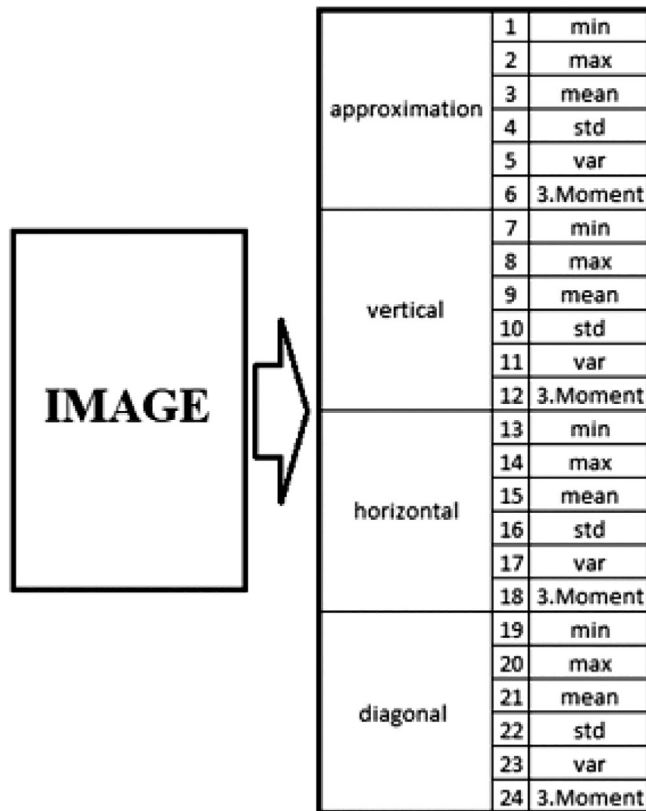 IMAGE
approximation
1 min
2 max
3 mean
4 std
5 var
6 3.Moment
vertical
7 min
8 max
9 mean
10 std
11 var
12 3.Moment
horizontal
13 min
14 max
15 mean
16 std
17 var
18 3.Moment
diagonal
19 min
20 max
21 mean
22 std
23 var
24 3.Moment